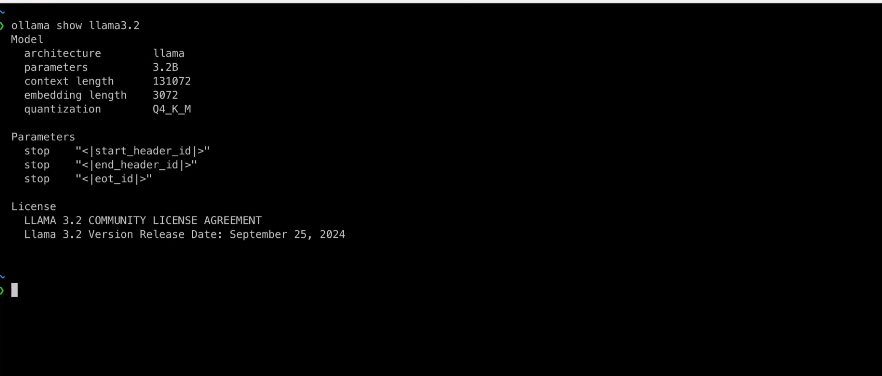 ~
❯ ollama show llama3.2
Model
architecture llama
parameters 3.2B
context length 131072
embedding length 3072
quantization Q4_K_M
Parameters
stop "<|start_header_id|>"
stop "<|end_header_id|>"
stop "<|eot_id|>"
License
LLAMA 3.2 COMMUNITY LICENSE AGREEMENT
Llama 3.2 Version Release Date: September 25, 2024
~
❯